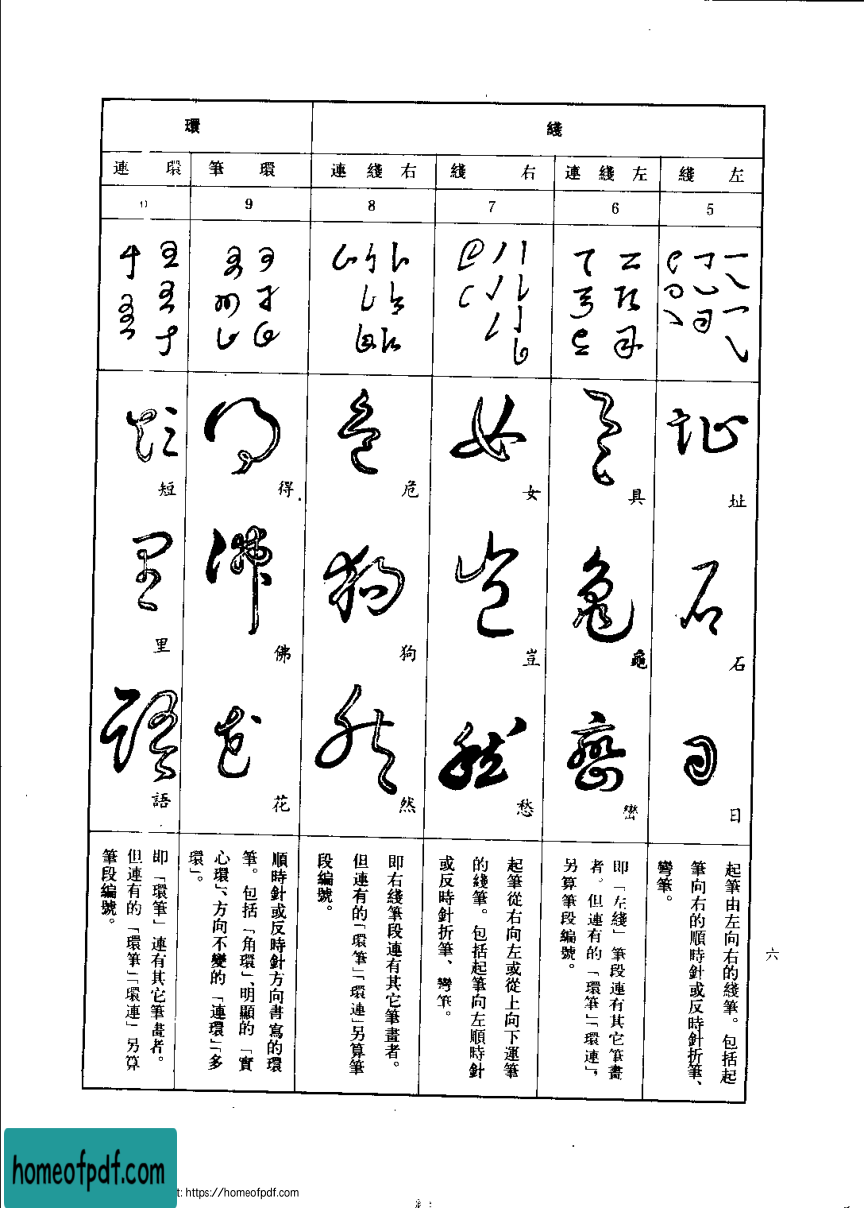 綫
環
左綫
左綫連
右綫
右綫連
環筆
環連
5
6
7
8
9
址
石
日
具
龜
巒
女
豈
愁
危
狗
然
得
佛
花
短
里
語
起筆由左向右的綫筆。包括起
筆向右的順時針或反時針折筆、
彎筆。
即「左綫」筆段連有其它筆畫
者。但連有的「環筆」「環連」,
另算筆段編號。
起筆從右向左或從上向下運筆
的綫筆。包括起筆向左順時針
或反時針折筆、彎筆。
即右綫筆段連有其它筆畫者。
但連有的「環筆」「環連」另算筆
段編號。
順時針或反時針方向書寫的環
筆。包括「角環」、明顯的「實
心環」、方向不變的「連環」「多
環」。
即「環筆」連有其它筆畫者。
但連有的「環筆」「環連」另算
筆段編號。
六
homeofpdf.com
t: https://homeofpdf.com